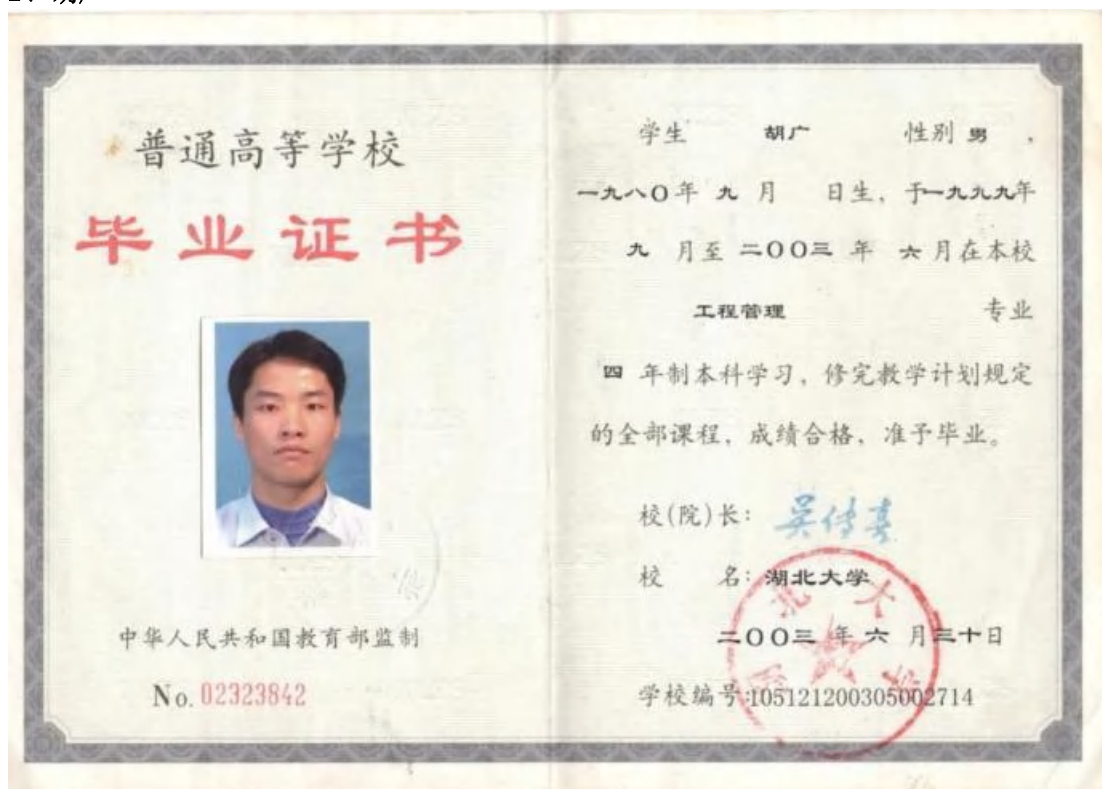 普通高等学校
毕业证书
中华人民共和国教育部监制
No. 02323842
学生 胡广 性别 男，
一九八〇年 九 月 日生，于一九九九年
九 月至 二〇〇三 年 六 月在本校
工程管理 专业
四 年制本科学习，修完教学计划规定
的全部课程，成绩合格，准予毕业。
校(院)长：吴传喜
校 名：湖北大学
二〇〇三 年 六 月三十日
学校编号:105121200305002714
湖北大学